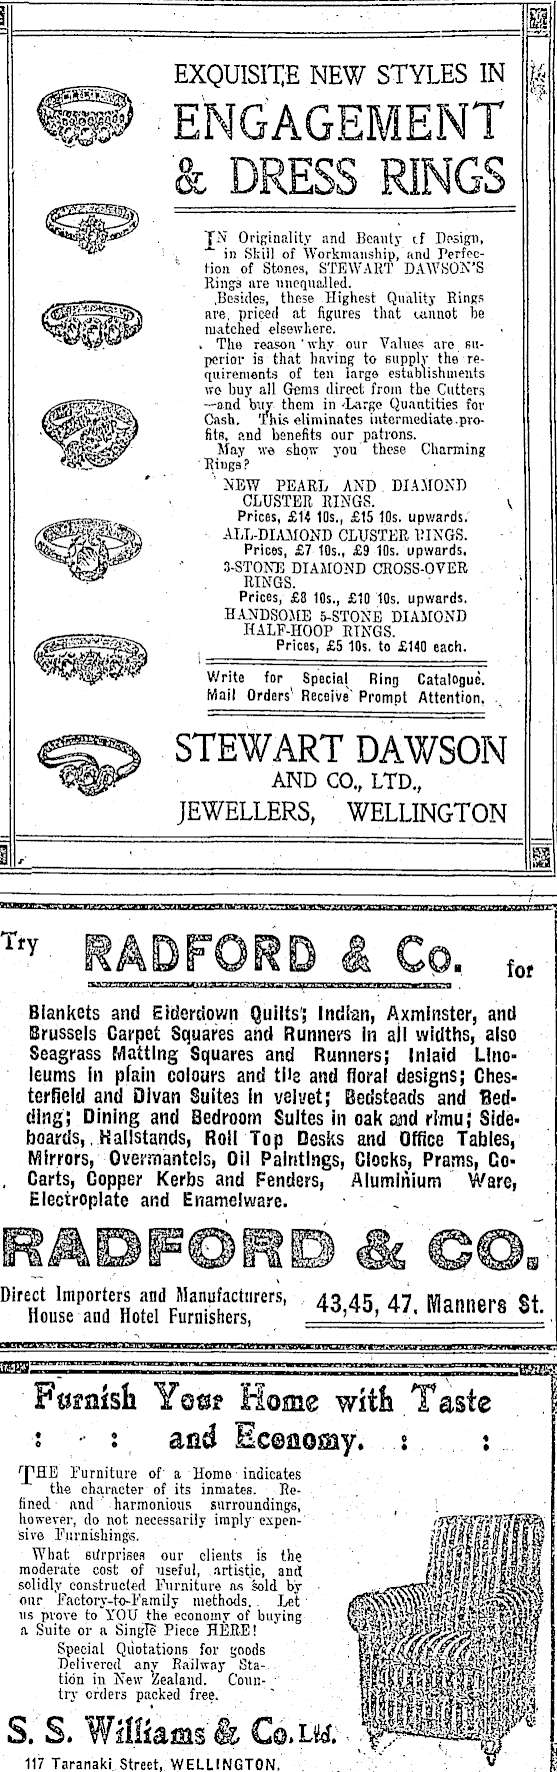 EXQUISITE NEW STYLES IN
ENGAGEMENT
& DRESS RINGS
IN Originality and Beauty of Design,
in Skill of Workmanship, and Perfec-
tion of Stones, STEWART DAWSON'S
Rings are unequalled.
Besides, these Highest Quality Rings
are priced at figures that cannot be
matched elsewhere.
The reason why our Values are su-
perior is that having to supply the re-
quirements of ten large establishments
we buy all Gems direct from the Cutters
—and buy them in Large Quantities for
Cash. This eliminates intermediate pro-
fits, and benefits our patrons.
May we show you these Charming
Rings?
NEW PEARL AND DIAMOND
CLUSTER RINGS.
Prices, £14 10s., £15 10s. upwards.
ALL-DIAMOND CLUSTER RINGS.
Prices, £7 10s., £9 10s. upwards.
3-STONE DIAMOND CROSS-OVER
RINGS.
Prices, £8 10s., £10 10s. upwards.
HANDSOME 5-STONE DIAMOND
HALF-HOOP RINGS.
Prices, £5 10s. to £140 each.
Write for Special Ring Catalogue.
Mail Orders Receive Prompt Attention.
STEWART DAWSON
AND CO., LTD.,
JEWELLERS, WELLINGTON
Try RADFORD & Co. for
Blankets and Eiderdown Quilts; Indian, Axminster, and
Brussels Carpet Squares and Runners in all widths, also
Seagrass Matting Squares and Runners; Inlaid Lino-
leums in plain colours and tile and floral designs; Ches-
terfield and Divan Suites in velvet; Bedsteads and Bed-
ding; Dining and Bedroom Suites in oak and rimu; Side-
boards, Hallstands, Roll Top Desks and Office Tables,
Mirrors, Overmantels, Oil Paintings, Clocks, Prams, Go-
Carts, Copper Kerbs and Fenders, Aluminium Ware,
Electroplate and Enamelware.
RADFORD & CO.
Direct Importers and Manufacturers,
House and Hotel Furnishers,
43, 45, 47, Manners St.
Furnish Your Home with Taste
: : and Economy. : :
THE Furniture of a Home indicates
the character of its inmates. Re-
fined and harmonious surroundings,
however, do not necessarily imply expen-
sive Furnishings.
What surprises our clients is the
moderate cost of useful, artistic, and
solidly constructed Furniture as sold by
our Factory-to-Family methods. Let
us prove to YOU the economy of buying
a Suite or a Single Piece HERE!
Special Quotations for goods
Delivered any Railway Sta-
tion in New Zealand. Coun-
try orders packed free.
S. S. Williams & Co. Ltd.
117 Taranaki Street, WELLINGTON.